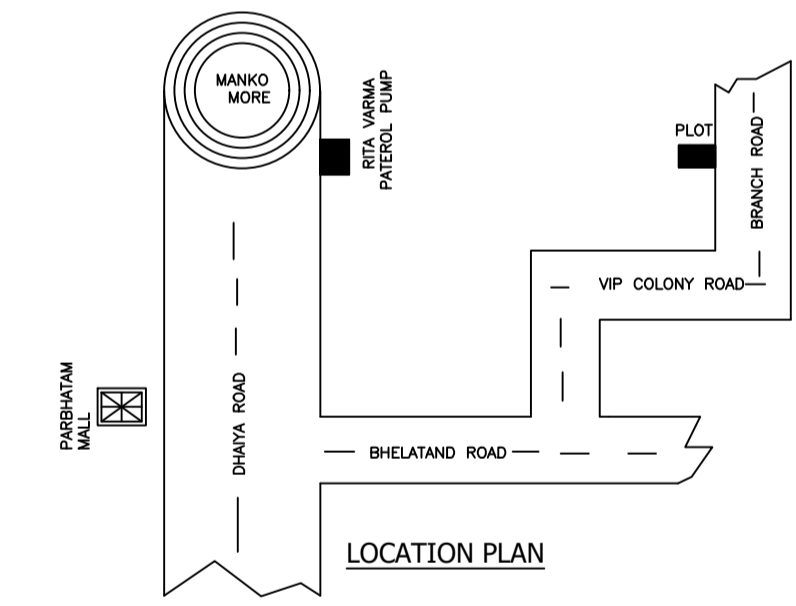 MANKO
MORE
RITA VARMA
PATEROL PUMP
PLOT
BRANCH ROAD
VIP COLONY ROAD
PARBHATAM
MALL
DHAIYA ROAD
BHELATAND ROAD
LOCATION PLAN